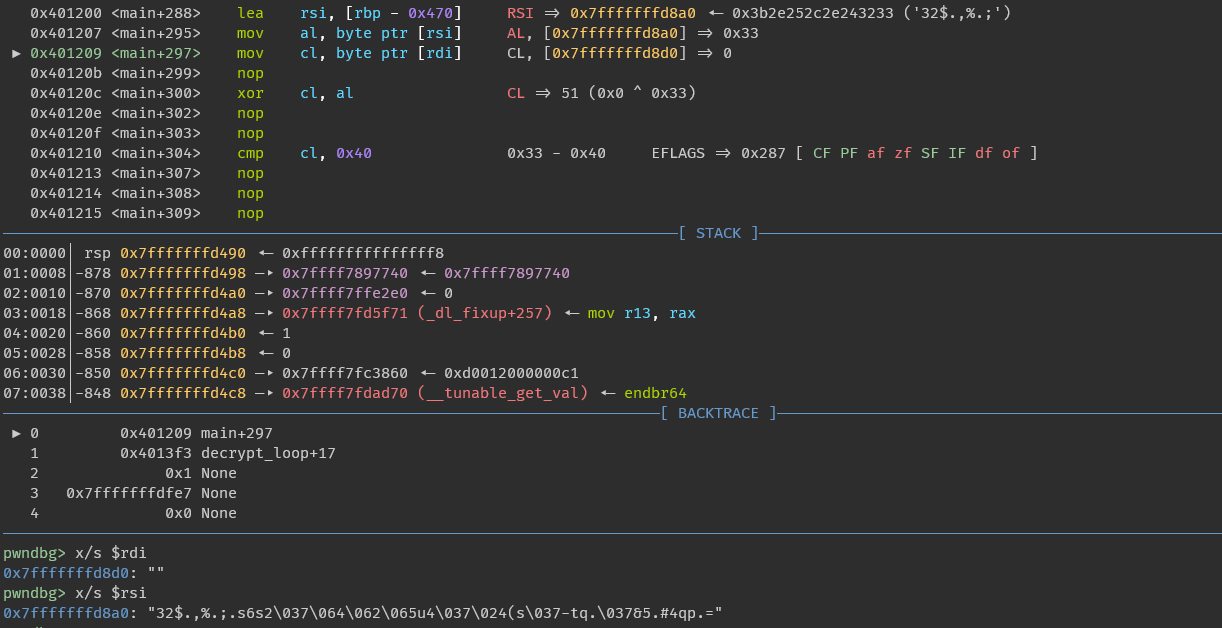 0x401200 <main+288> lea rsi, [rbp - 0x470] RSI => 0x7fffffffd8a0 ← 0x3b2e252c2e243233 ('32$.,%.;')
0x401207 <main+295> mov al, byte ptr [rsi] AL, [0x7fffffffd8a0] => 0x33
► 0x401209 <main+297> mov cl, byte ptr [rdi] CL, [0x7fffffffd8d0] => 0
0x40120b <main+299> nop
0x40120c <main+300> xor cl, al CL => 51 (0x0 ^ 0x33)
0x40120e <main+302> nop
0x40120f <main+303> nop
0x401210 <main+304> cmp cl, 0x40 0x33 - 0x40 EFLAGS => 0x287 [ CF PF af zf SF IF df of ]
0x401213 <main+307> nop
0x401214 <main+308> nop
0x401215 <main+309> nop
[ STACK ]
00:0000│ rsp 0x7fffffffd490 ← 0xfffffffffffffff8
01:0008│-878 0x7fffffffd498 —▸ 0x7ffff7897740 ← 0x7ffff7897740
02:0010│-870 0x7fffffffd4a0 —▸ 0x7ffff7ffe2e0 ← 0
03:0018│-868 0x7fffffffd4a8 —▸ 0x7ffff7fd5f71 (_dl_fixup+257) ← mov r13, rax
04:0020│-860 0x7fffffffd4b0 ← 1
05:0028│-858 0x7fffffffd4b8 ← 0
06:0030│-850 0x7fffffffd4c0 —▸ 0x7ffff7fc3860 ← 0xd0012000000c1
07:0038│-848 0x7fffffffd4c8 —▸ 0x7ffff7fdad70 (__tunable_get_val) ← endbr64
[ BACKTRACE ]
► 0 0x401209 main+297
1 0x4013f3 decrypt_loop+17
2 0x1 None
3 0x7fffffffdfe7 None
4 0x0 None
pwndbg> x/s $rdi
0x7fffffffd8d0: ""
pwndbg> x/s $rsi
0x7fffffffd8a0: "32$.,%.;.s6s2\037\064\062\065u4\037\024(s\037-tq.\037&5.#4qp.="